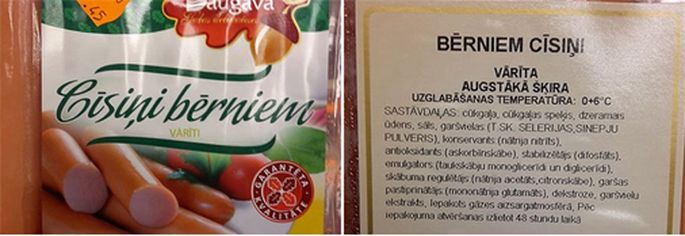 .45
Daugava
Cīsiņi bērniem
VĀRĪTI
GARANTĒTA
KVALITĀTE
BĒRNIEM CĪSIŅI
VĀRĪTA
AUGSTĀKĀ ŠĶIRA
UZGLABĀŠANAS TEMPERATŪRA: 0+6°C
SASTĀVDAĻAS: cūkgaļa, cūkgaļas speķis, dzeramais
ūdens, sāls, garšvielas (T.SK. SELERIJAS,SINEPJU
PULVERIS), konservants (nātrija nitrīts),
antioksidants (askorbīnskābe), stabilizētājs (difosfāts),
emulgators (taukskābju monoglicerīdi un diglicerīdi),
skābuma regulētājs (nātrija acetāts,citronskābe), garšas
pastiprinātājs (mononātrija glutamāts), dekstroze, garšvielu
ekstrakts, Iepakots gāzes aizsargatmosfērā, Pēc
iepakojuma atvēršanas izlietot 48 stundu laikā